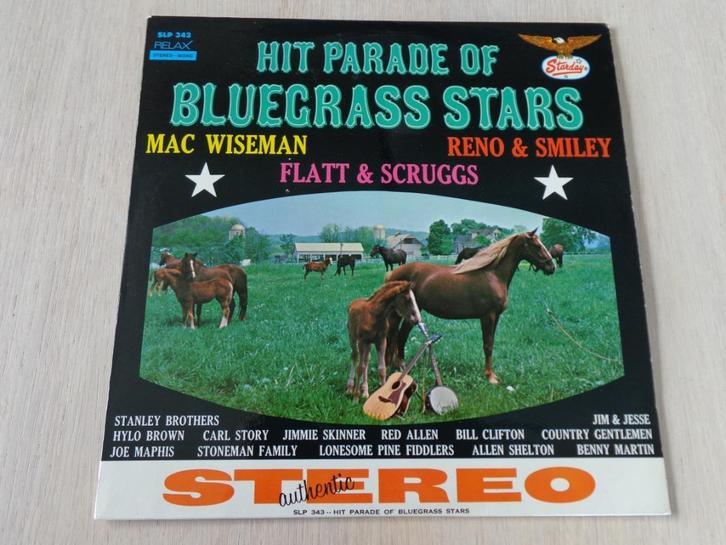 SLP 343
RELAX
STEREO - MONO
HIT PARADE OF
BLUEGRASS STARS
Starday
MAC WISEMAN
RENO & SMILEY
FLATT & SCRUGGS
STANLEY BROTHERS
JIM & JESSE
HYLO BROWN CARL STORY JIMMIE SKINNER RED ALLEN BILL CLIFTON COUNTRY GENTLEMEN
JOE MAPHIS STONEMAN FAMILY LONESOME PINE FIDDLERS ALLEN SHELTON BENNY MARTIN
STEREO
authentic
SLP 343 -- HIT PARADE OF BLUEGRASS STARS